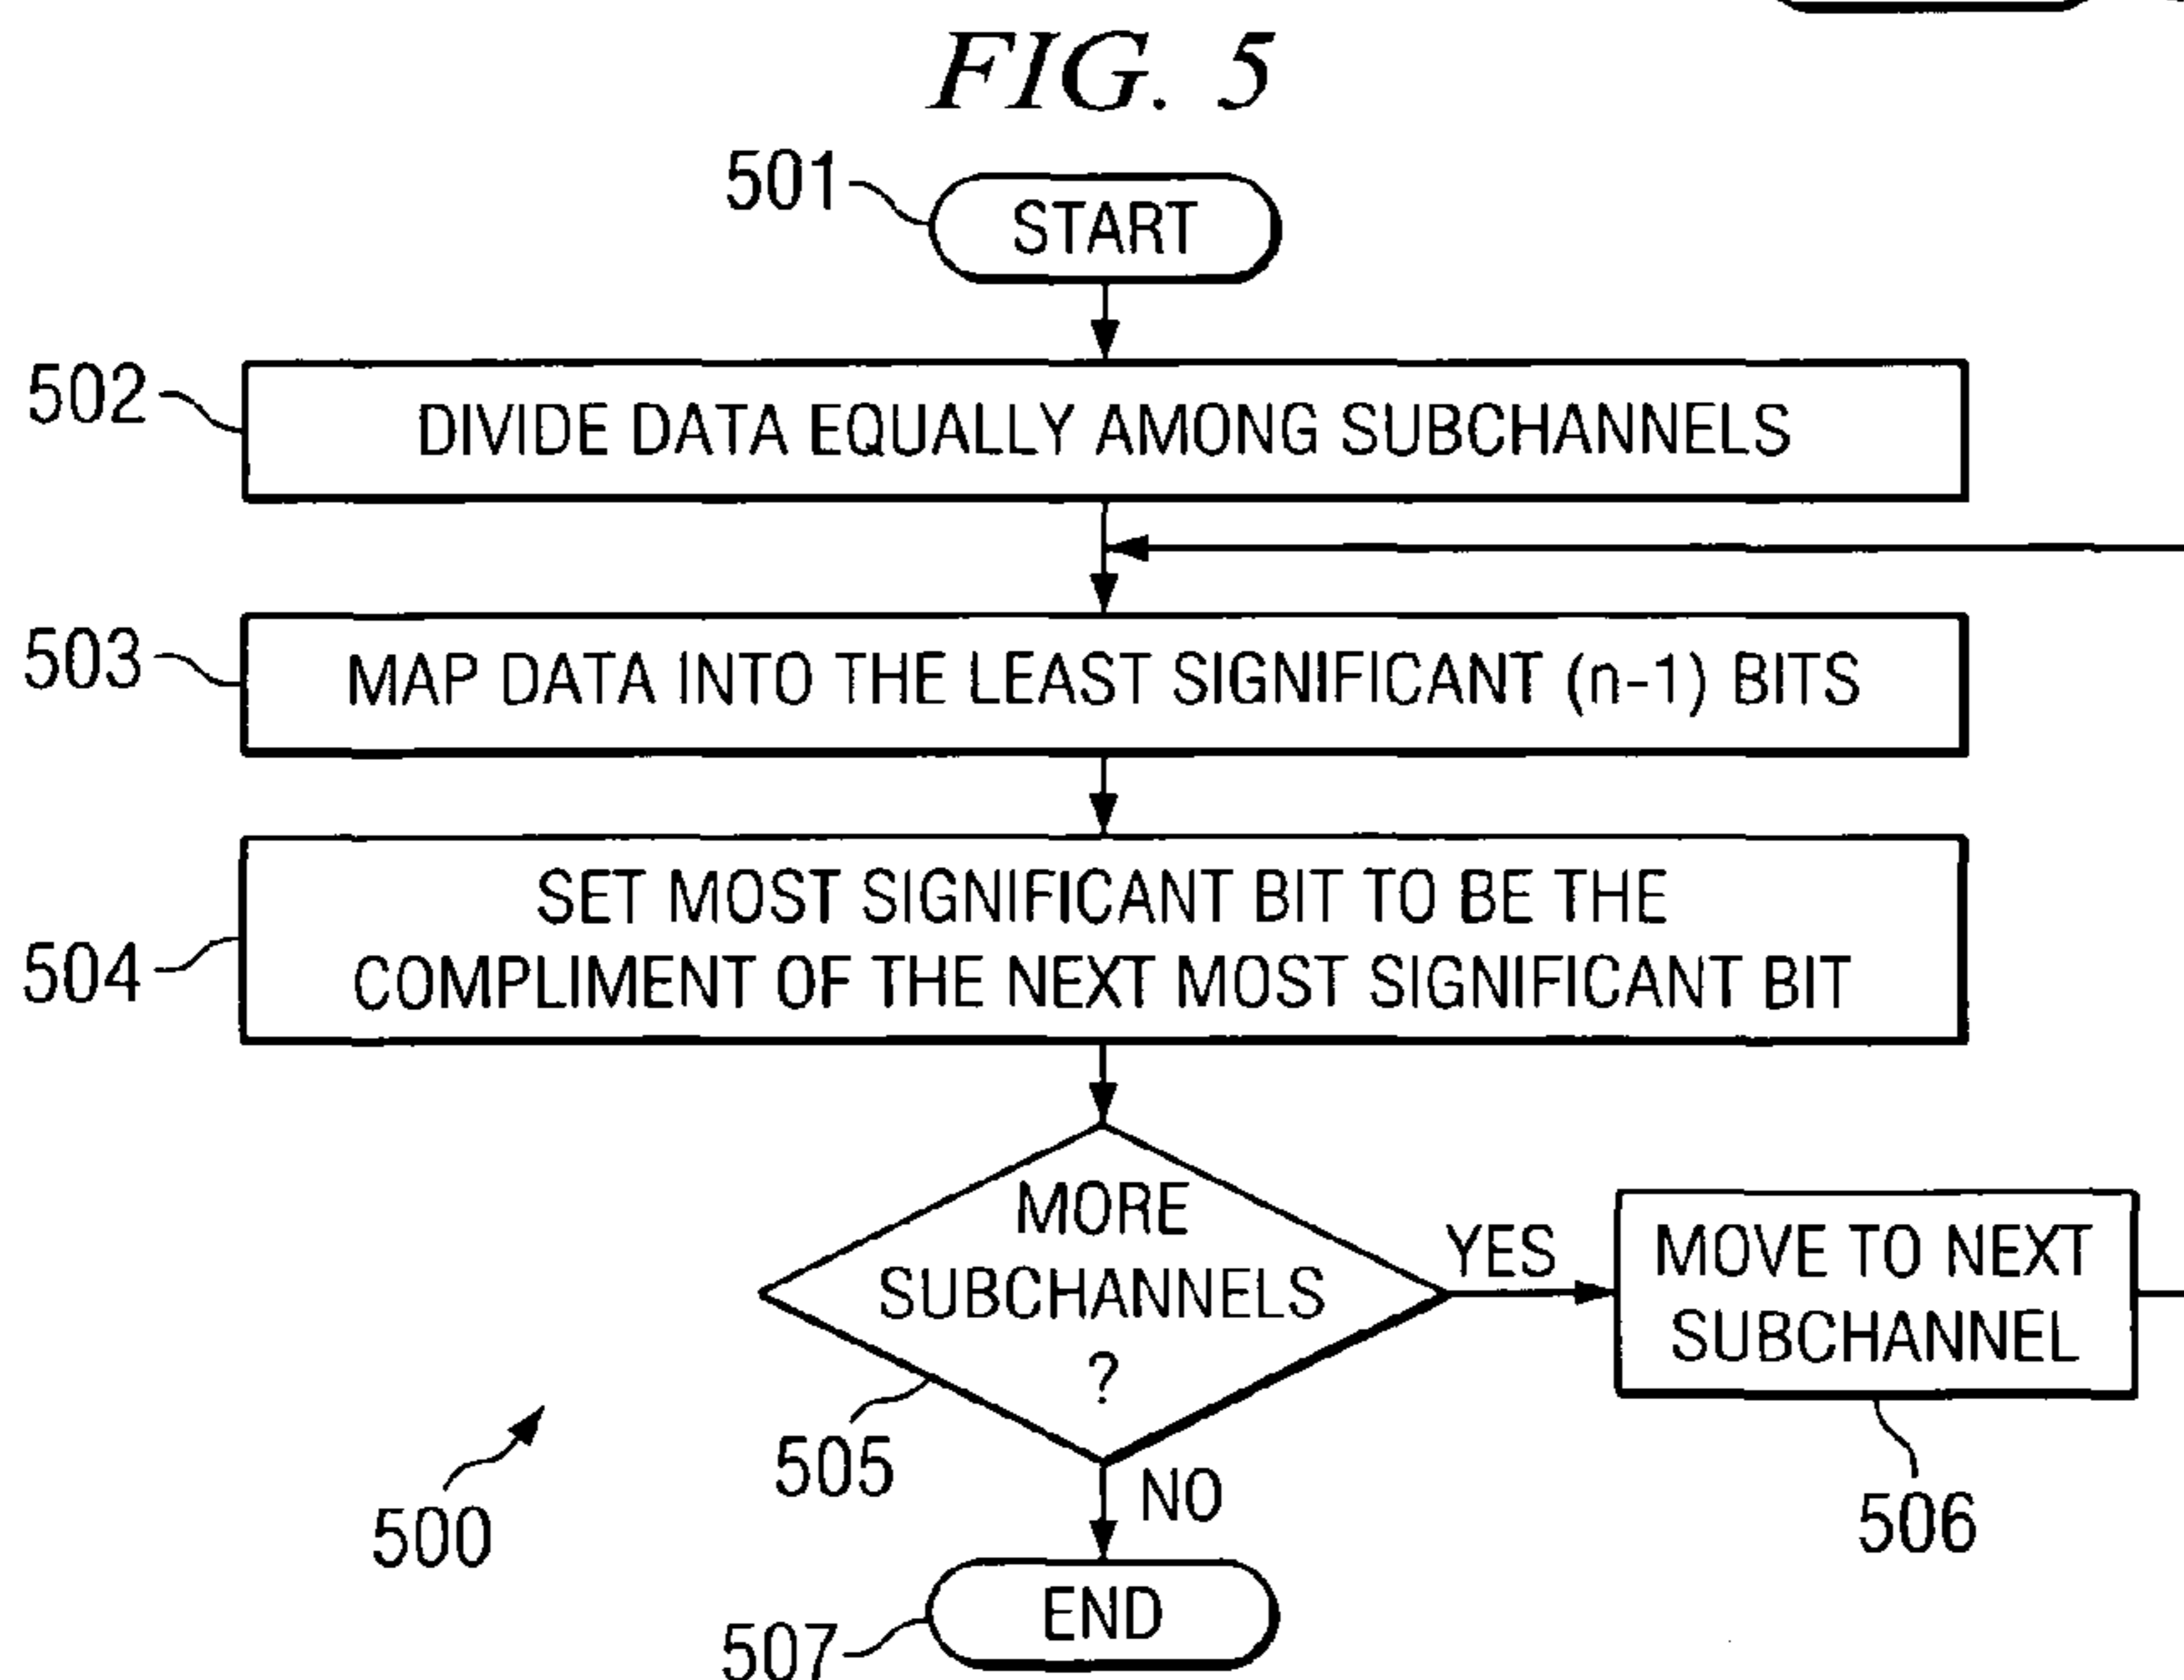 FIG. 5
501
START
502
DIVIDE DATA EQUALLY AMONG SUBCHANNELS
503
MAP DATA INTO THE LEAST SIGNIFICANT (n-1) BITS
504
SET MOST SIGNIFICANT BIT TO BE THE
COMPLIMENT OF THE NEXT MOST SIGNIFICANT BIT
MORE
SUBCHANNELS
?
YES
MOVE TO NEXT
SUBCHANNEL
505
506
500
NO
END
507